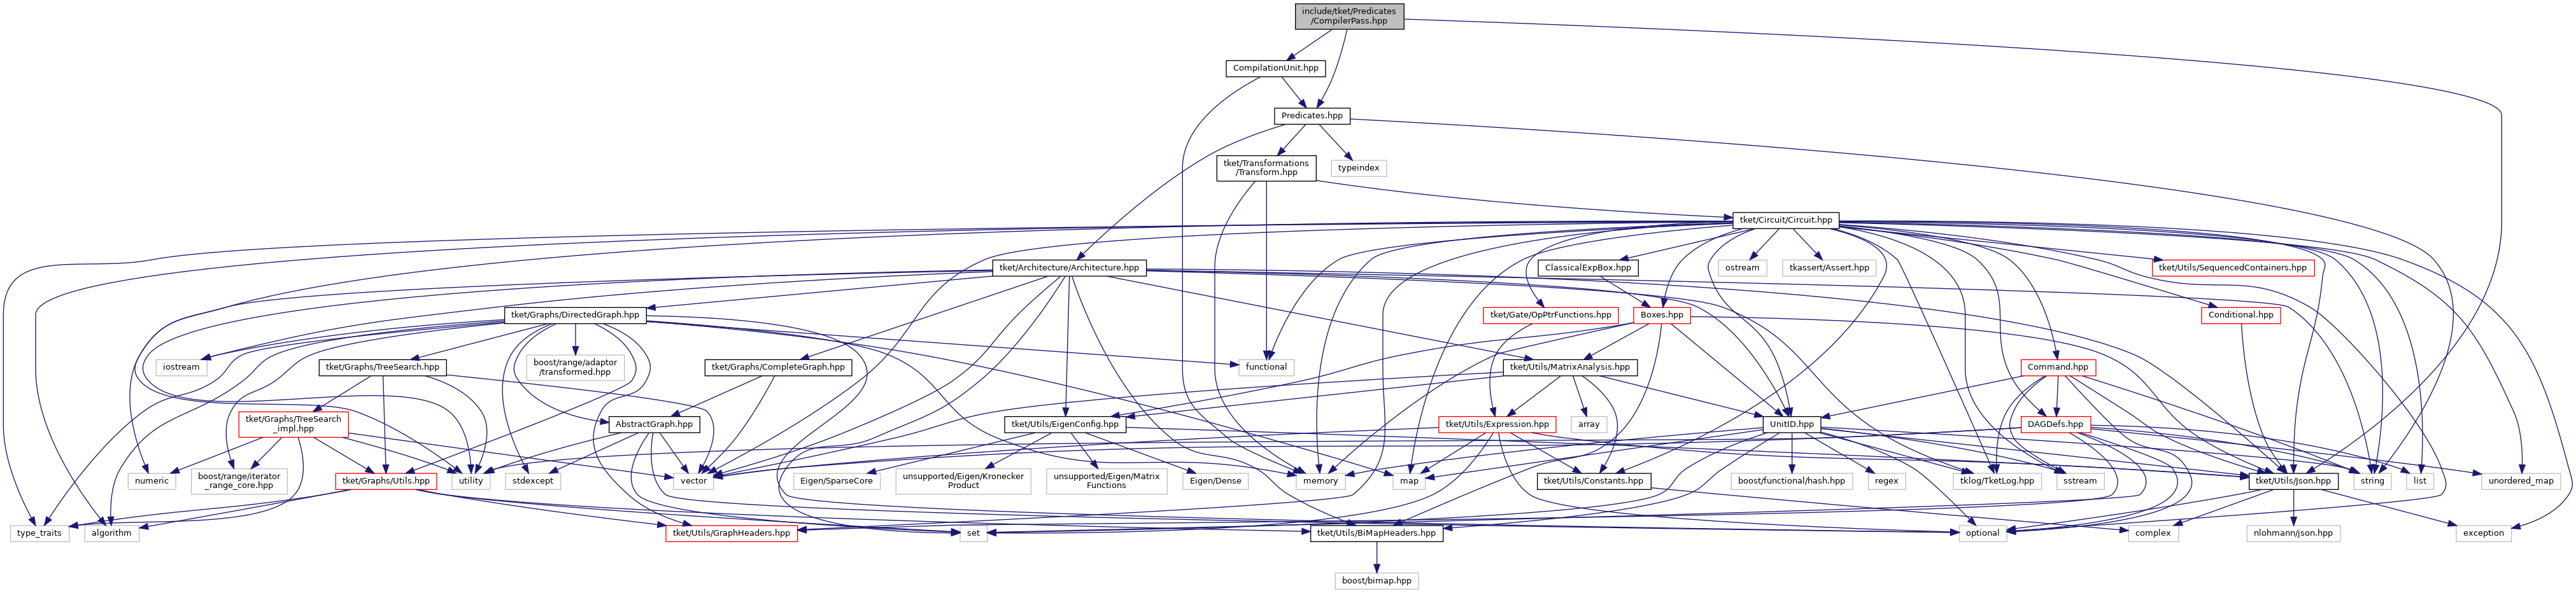 include/tket/Predicates
/CompilerPass.hpp
CompilationUnit.hpp
Predicates.hpp
tket/Transformations
/Transform.hpp
typeindex
tket/Circuit/Circuit.hpp
tket/Architecture/Architecture.hpp
ClassicalExpBox.hpp
ostream
tkassert/Assert.hpp
tket/Utils/SequencedContainers.hpp
tket/Graphs/DirectedGraph.hpp
tket/Gate/OpPtrFunctions.hpp
Boxes.hpp
Conditional.hpp
iostream
tket/Graphs/TreeSearch.hpp
boost/range/adaptor
/transformed.hpp
tket/Graphs/CompleteGraph.hpp
functional
tket/Utils/MatrixAnalysis.hpp
Command.hpp
tket/Graphs/TreeSearch
_impl.hpp
AbstractGraph.hpp
tket/Utils/EigenConfig.hpp
tket/Utils/Expression.hpp
array
UnitID.hpp
DAGDefs.hpp
numeric
boost/range/iterator
_range_core.hpp
tket/Graphs/Utils.hpp
utility
stdexcept
vector
Eigen/SparseCore
unsupported/Eigen/Kronecker
Product
unsupported/Eigen/Matrix
Functions
Eigen/Dense
memory
map
tket/Utils/Constants.hpp
boost/functional/hash.hpp
regex
tklog/TketLog.hpp
sstream
tket/Utils/Json.hpp
string
list
unordered_map
type_traits
algorithm
tket/Utils/GraphHeaders.hpp
set
tket/Utils/BiMapHeaders.hpp
optional
complex
nlohmann/json.hpp
exception
boost/bimap.hpp